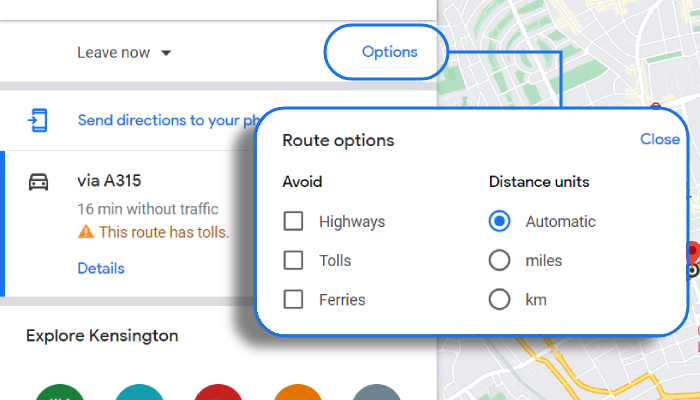 Leave now
Options
Send directions to your ph
Route options
Close
Avoid
Distance units
Highways
Automatic
Tolls
miles
Ferries
km
via A315
16 min without traffic
This route has tolls.
Details
Explore Kensington